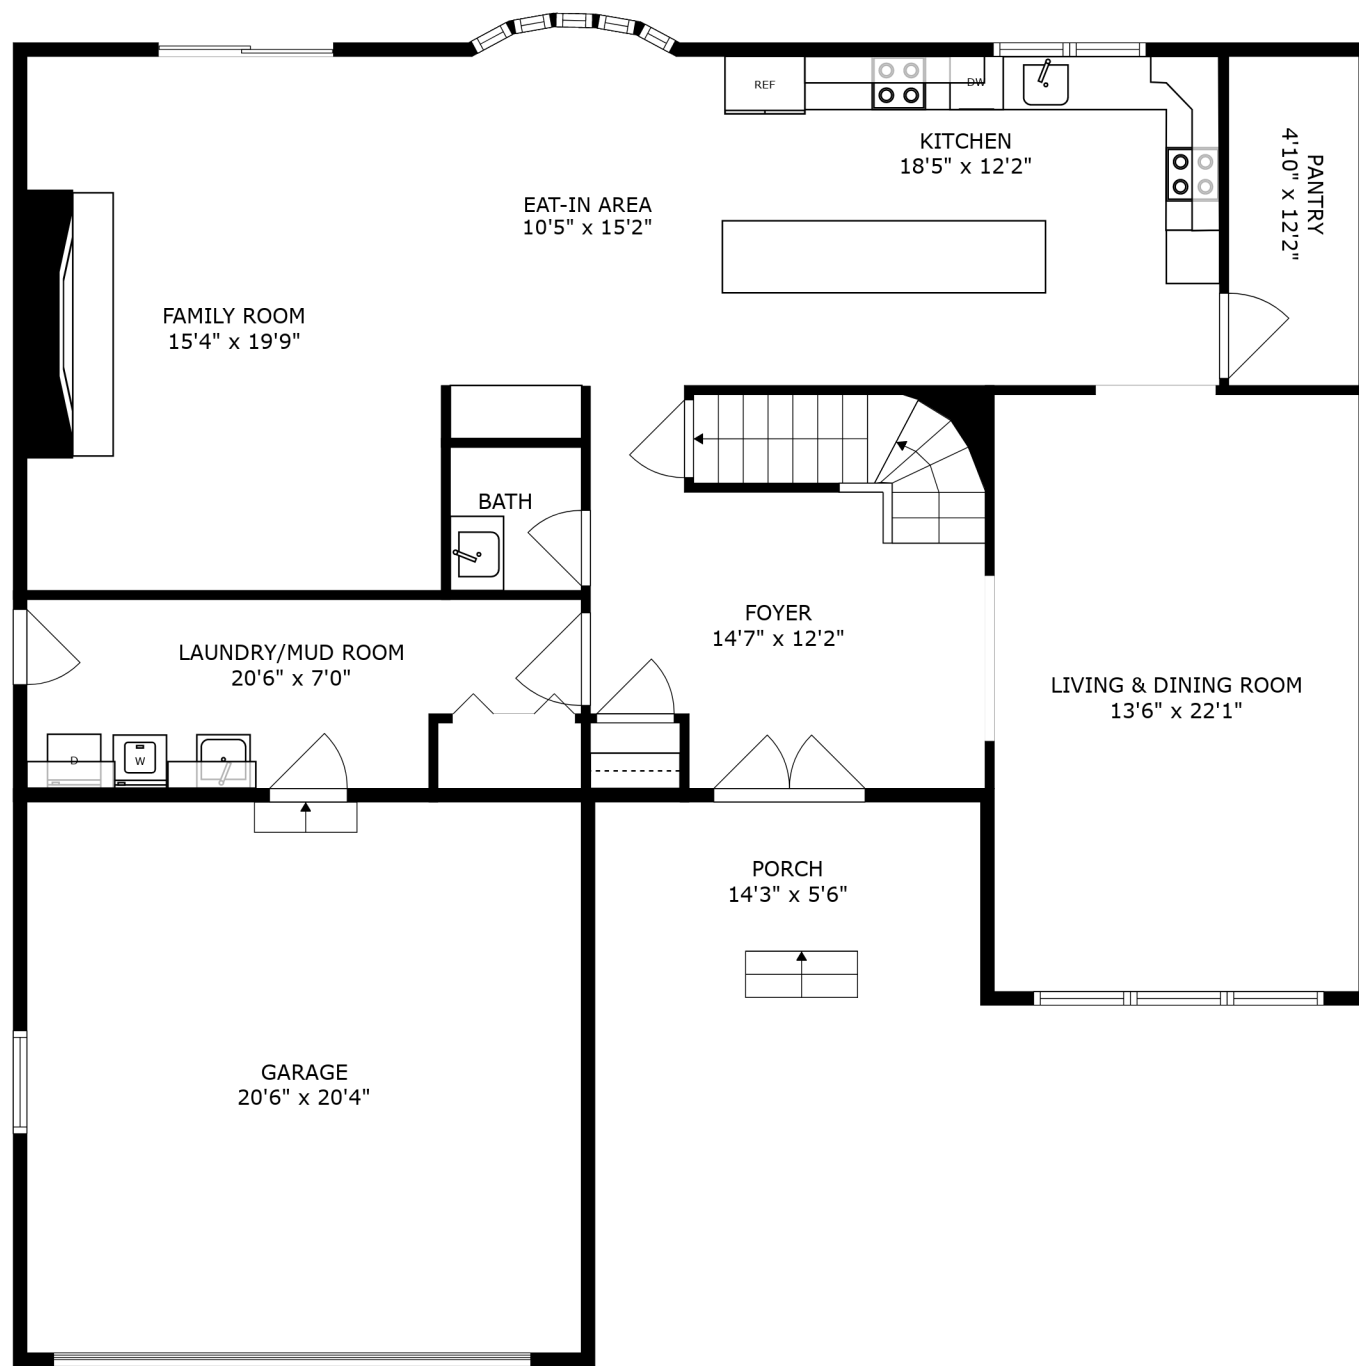 REF
DW
KITCHEN
18'5" x 12'2"
PANTRY
4'10" x 12'2"
EAT-IN AREA
10'5" x 15'2"
FAMILY ROOM
15'4" x 19'9"
BATH
FOYER
14'7" x 12'2"
LAUNDRY/MUD ROOM
20'6" x 7'0"
LIVING & DINING ROOM
13'6" x 22'1"
D
W
PORCH
14'3" x 5'6"
GARAGE
20'6" x 20'4"